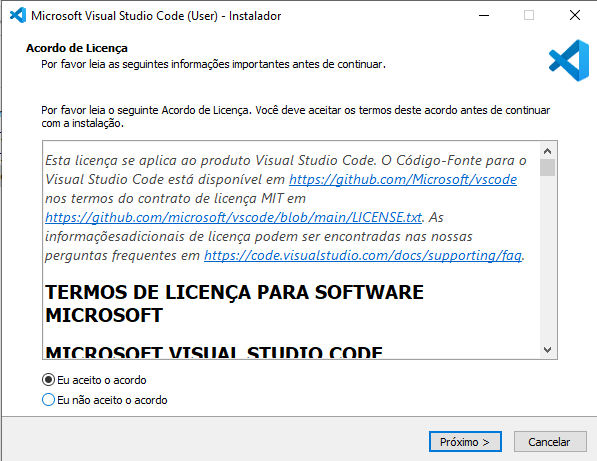 Microsoft Visual Studio Code (User) - Instalador
Acordo de Licença
Por favor leia as seguintes informações importantes antes de continuar.
Por favor leia o seguinte Acordo de Licença. Você deve aceitar os termos deste acordo antes de continuar
com a instalação.
Esta licença se aplica ao produto Visual Studio Code. O Código-Fonte para o
Visual Studio Code está disponível em https://github.com/Microsoft/vscode
nos termos do contrato de licença MIT em
https://github.com/microsoft/vscode/blob/main/LICENSE.txt. As
informaçõesadicionais de licença podem ser encontradas nas nossas
perguntas frequentes em https://code.visualstudio.com/docs/supporting/faq.
TERMOS DE LICENÇA PARA SOFTWARE
MICROSOFT
MICROSOFT VISUAL STUDIO CODE
Eu aceito o acordo
Eu não aceito o acordo
Próximo >
Cancelar